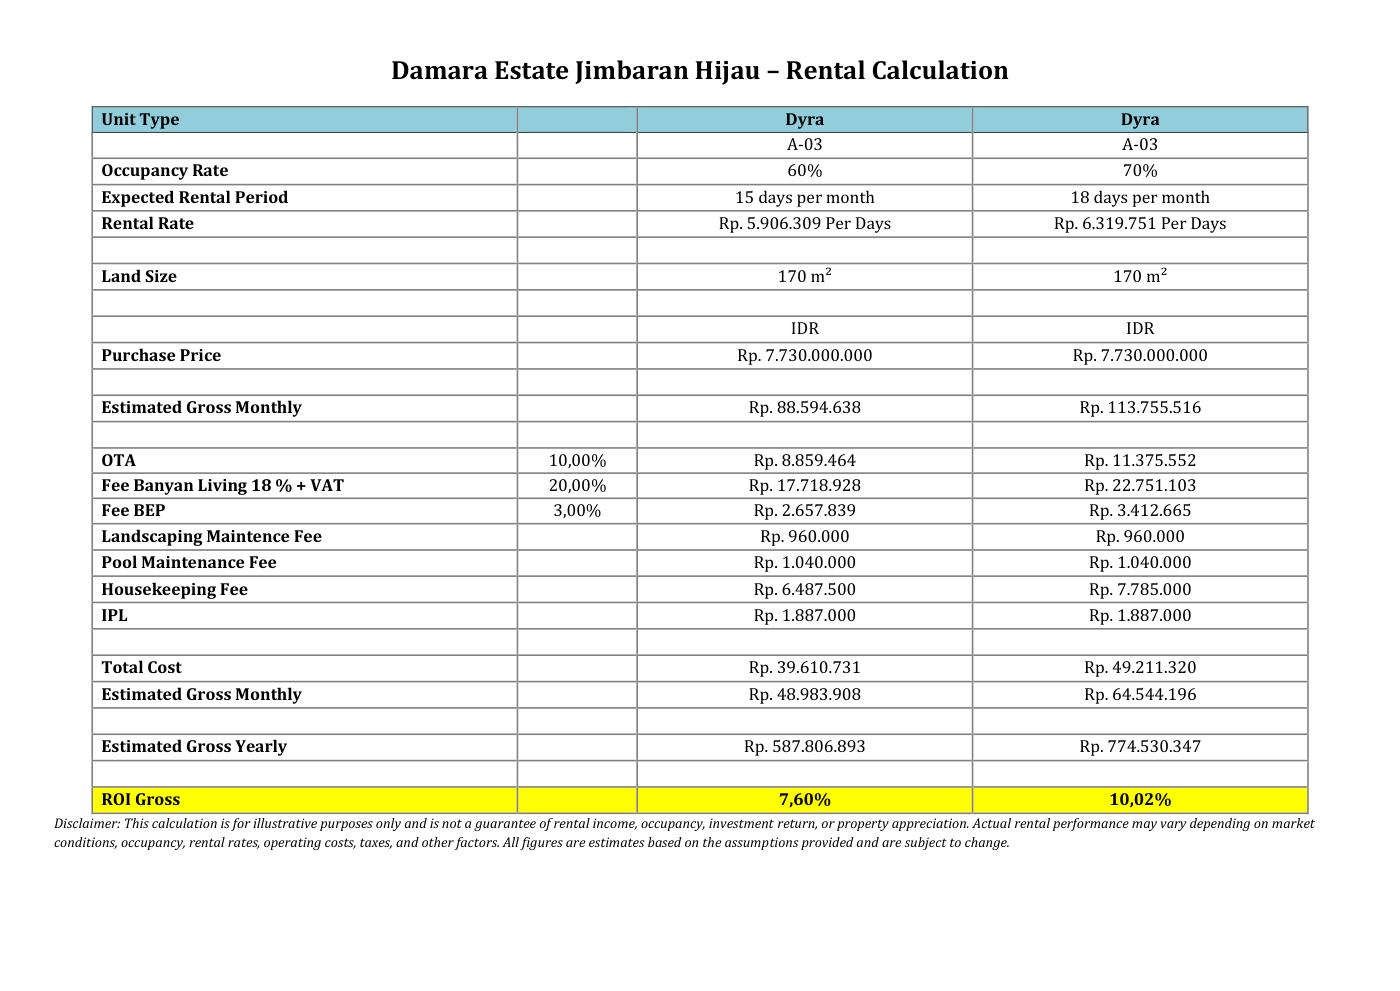 Damara Estate Jimbaran Hijau – Rental Calculation
Unit Type Dyra Dyra
A-03 A-03
Occupancy Rate 60% 70%
Expected Rental Period 15 days per month 18 days per month
Rental Rate Rp. 5.906.309 Per Days Rp. 6.319.751 Per Days
Land Size 170 m² 170 m²
IDR IDR
Purchase Price Rp. 7.730.000.000 Rp. 7.730.000.000
Estimated Gross Monthly Rp. 88.594.638 Rp. 113.755.516
OTA 10,00% Rp. 8.859.464 Rp. 11.375.552
Fee Banyan Living 18 % + VAT 20,00% Rp. 17.718.928 Rp. 22.751.103
Fee BEP 3,00% Rp. 2.657.839 Rp. 3.412.665
Landscaping Maintence Fee Rp. 960.000 Rp. 960.000
Pool Maintenance Fee Rp. 1.040.000 Rp. 1.040.000
Housekeeping Fee Rp. 6.487.500 Rp. 7.785.000
IPL Rp. 1.887.000 Rp. 1.887.000
Total Cost Rp. 39.610.731 Rp. 49.211.320
Estimated Gross Monthly Rp. 48.983.908 Rp. 64.544.196
Estimated Gross Yearly Rp. 587.806.893 Rp. 774.530.347
ROI Gross 7,60% 10,02%
Disclaimer: This calculation is for illustrative purposes only and is not a guarantee of rental income, occupancy, investment return, or property appreciation. Actual rental performance may vary depending on market
conditions, occupancy, rental rates, operating costs, taxes, and other factors. All figures are estimates based on the assumptions provided and are subject to change.